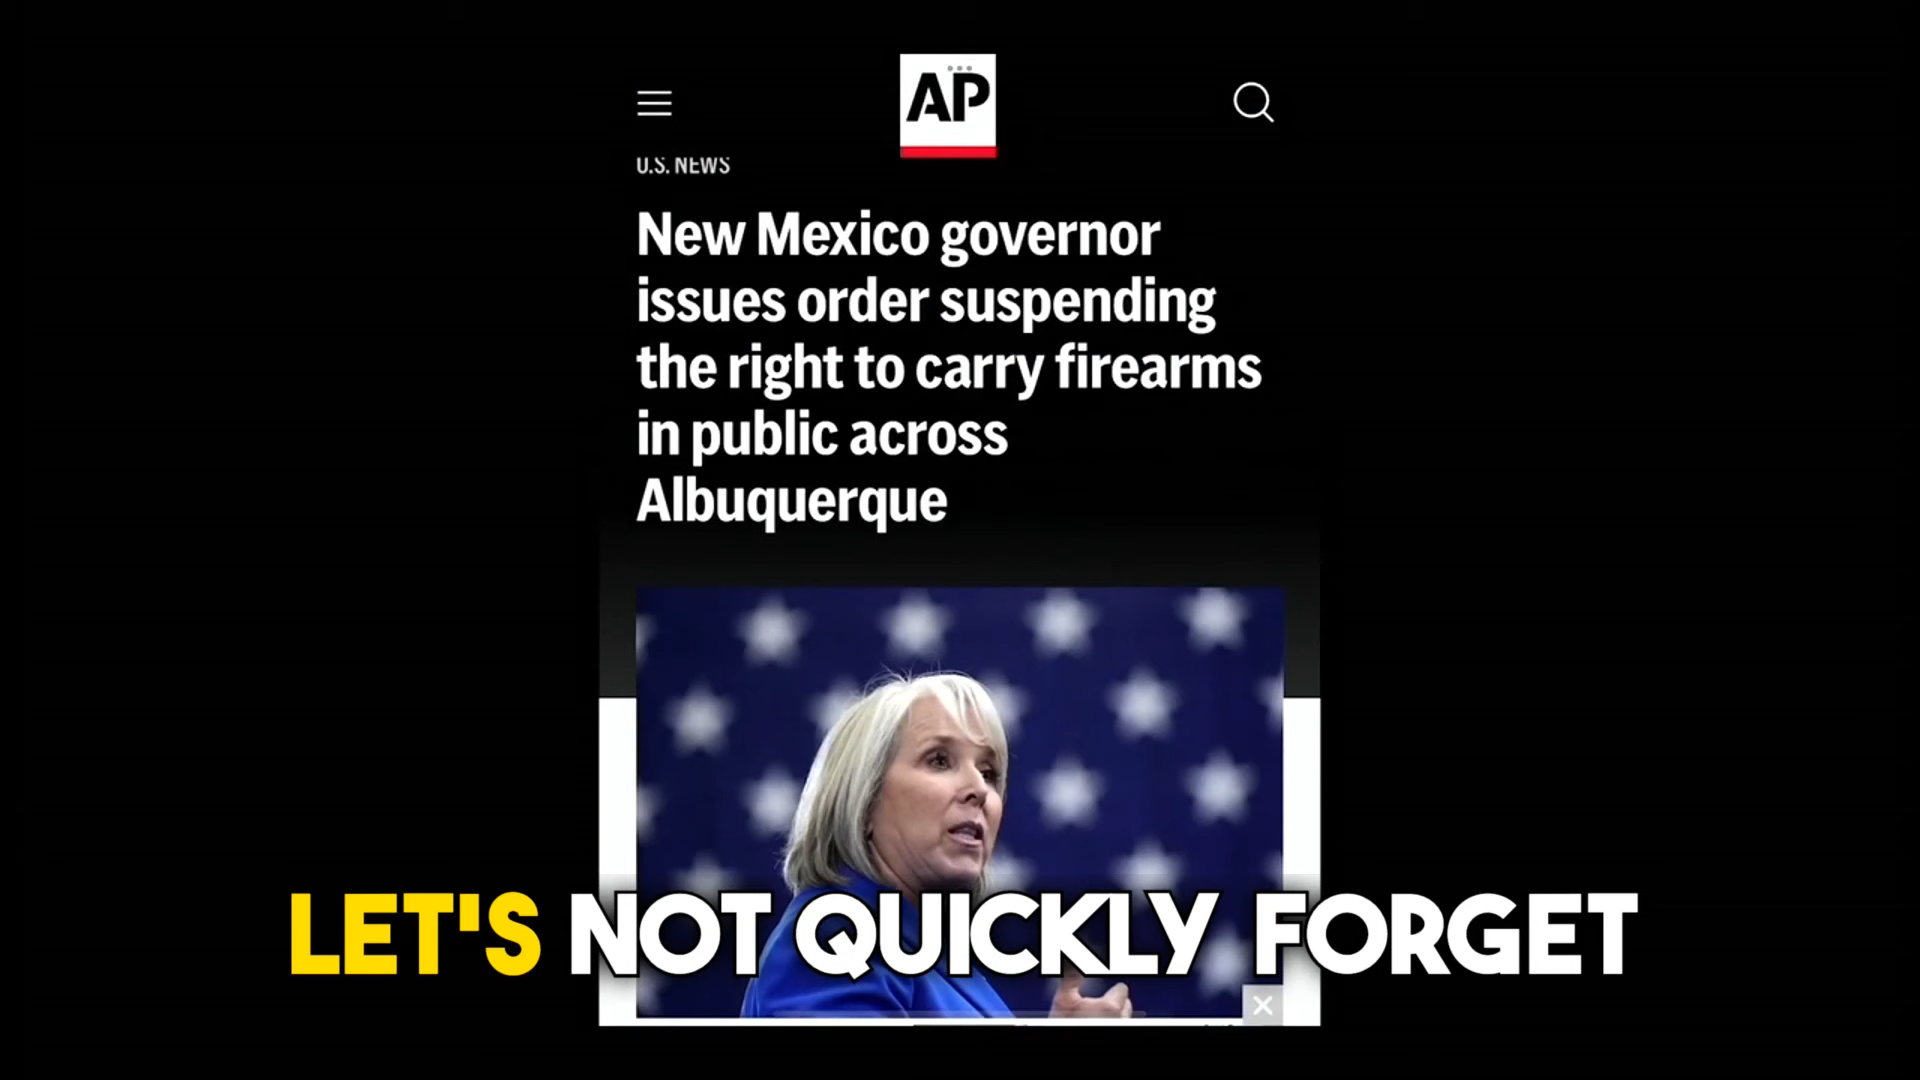 AP
U.S. NEWS
New Mexico governor
issues order suspending
the right to carry firearms
in public across
Albuquerque
LET'S NOT QUICKLY FORGET